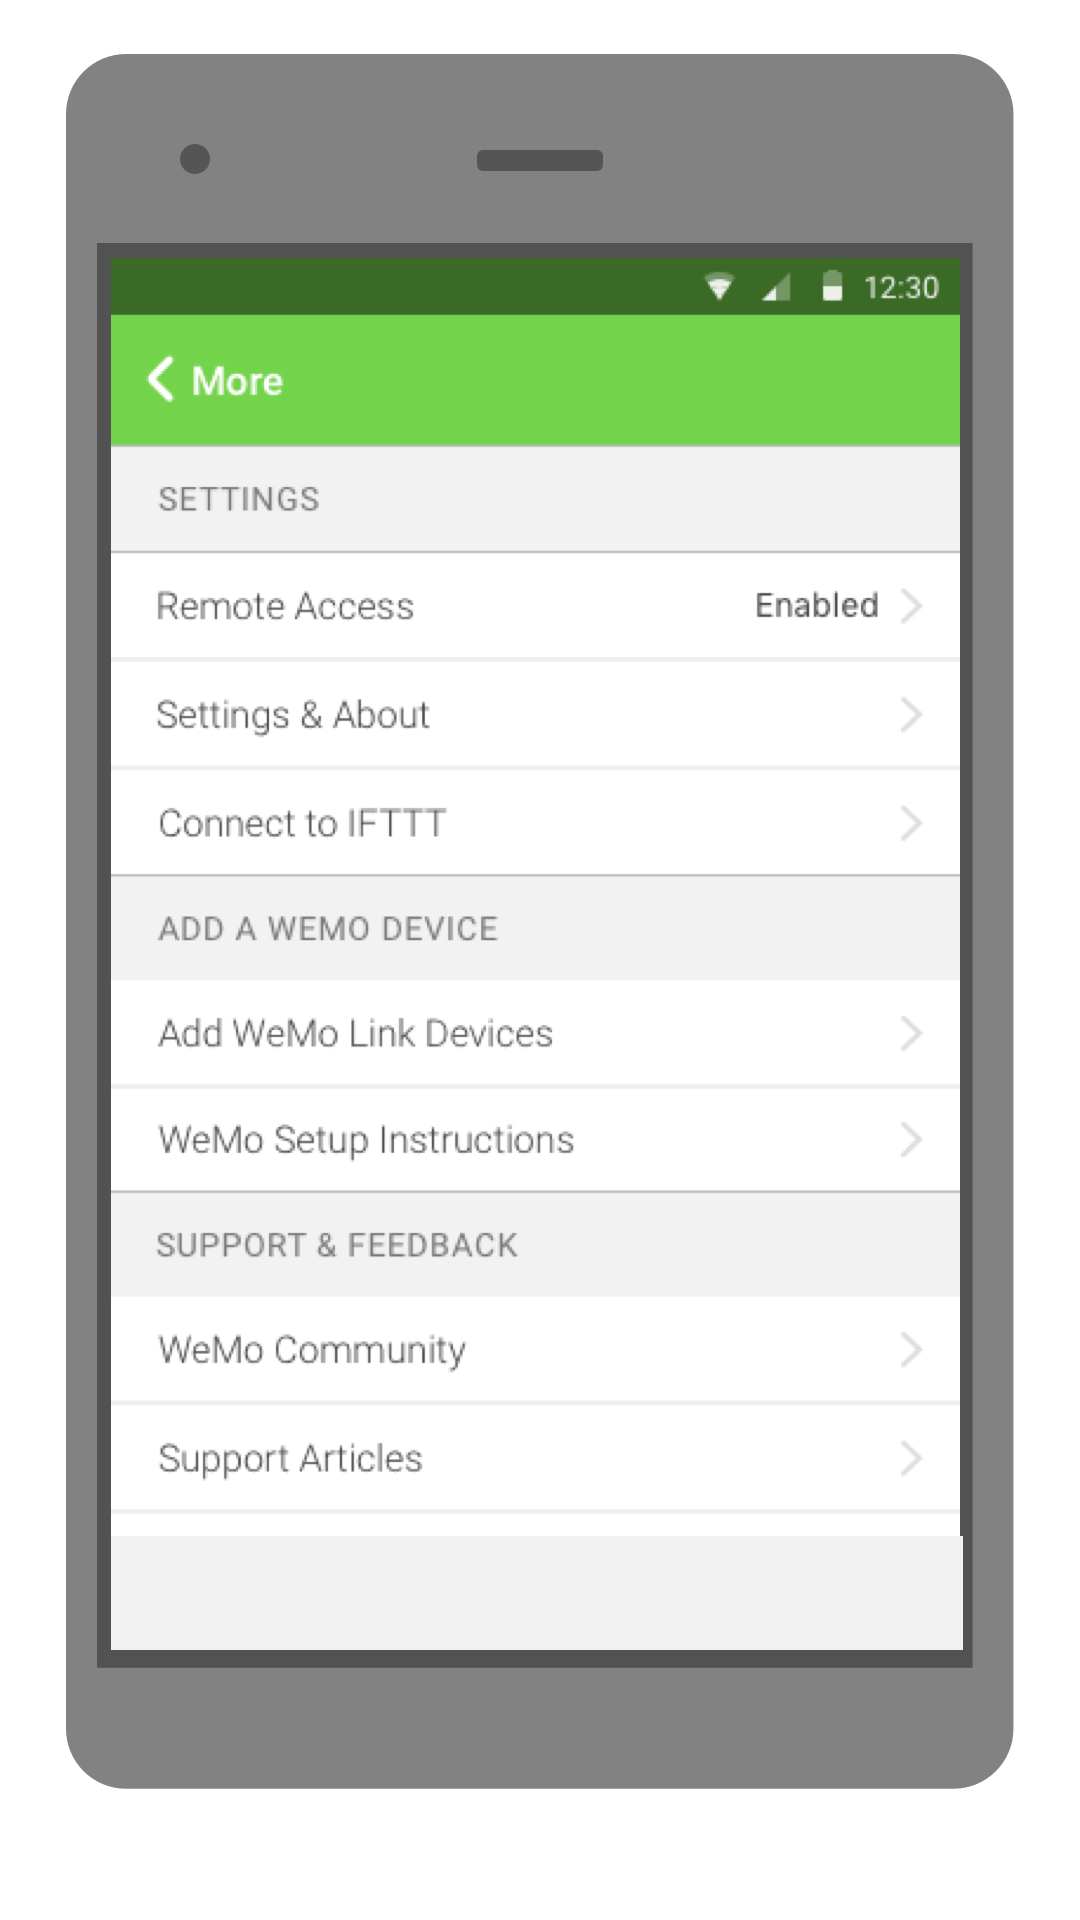 12:30
More
SETTINGS
Remote Access Enabled
Settings & About
Connect to IFTTT
ADD A WEMO DEVICE
Add WeMo Link Devices
WeMo Setup Instructions
SUPPORT & FEEDBACK
WeMo Community
Support Articles